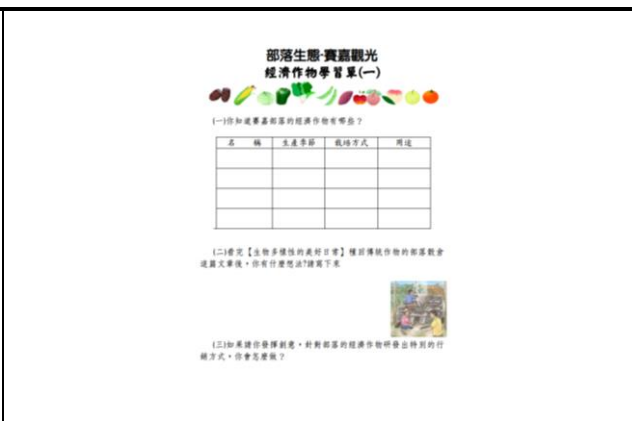 部落生態‧賽嘉觀光
經濟作物學習單(一)
(一)你知道賽嘉部落的經濟作物有哪些？
名　　稱　生產季節　栽培方式　用途
(二)看完【生物多樣性的美好日常】種回傳統作物的部落穀倉
這篇文章後，你有什麼想法?請寫下來
(三)如果請你發揮創意，針對部落的經濟作物研發出特別的行
銷方式，你會怎麼做？